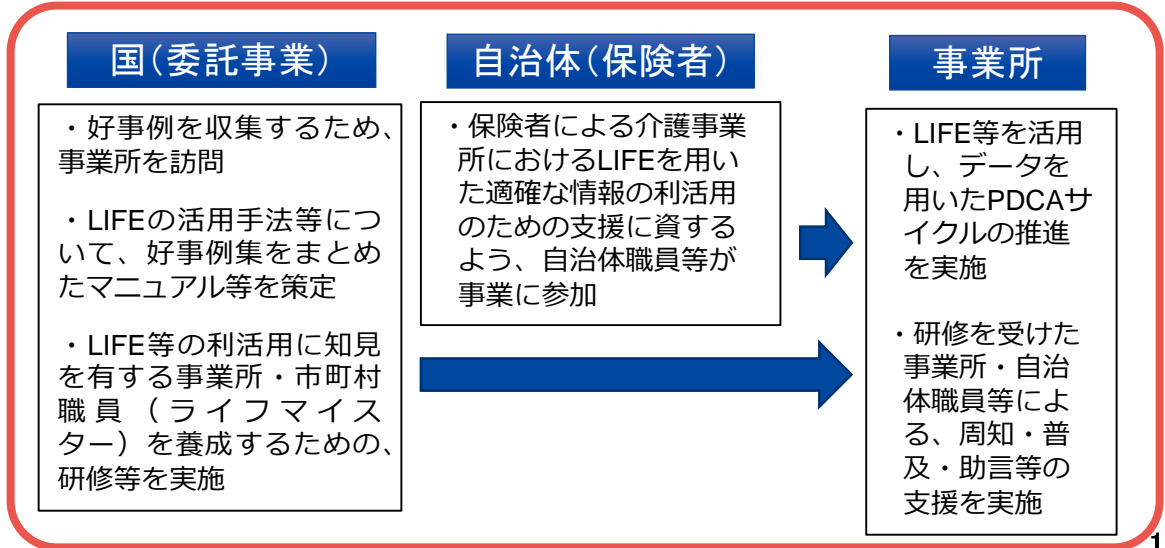 国（委託事業）
・好事例を収集するため、
事業所を訪問
・LIFEの活用手法等につ
いて、好事例集をまとめ
たマニュアル等を策定
・LIFE等の利活用に知見
を有する事業所・市町村
職員（ライフマイス
ター）を養成するための、
研修等を実施
自治体（保険者）
・保険者による介護事業
所におけるLIFEを用い
た適確な情報の利活用
のための支援に資する
よう、自治体職員等が
事業に参加
事業所
・LIFE等を活用
し、データを
用いたPDCAサ
イクルの推進
を実施
・研修を受けた
事業所・自治
体職員等によ
る、周知・普
及・助言等の
支援を実施
1